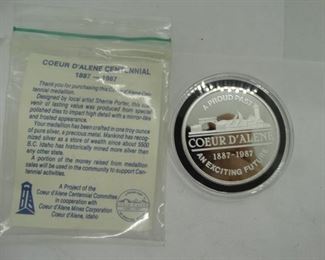 COEUR D'ALENE CENTENNIAL
1887 - 1987
Thank you for purchasing this Coeur d'Alene Centennial medallion.
Designed by local artist Sherrie Porter, this
venir of lasting value was produced from special
polished dies to impart high detail with a mirror-like
and frosted appearance.
Your medallion has been crafted in one troy ounce
of pure silver, a precious metal. Mankind has recog-
nized silver as a store of wealth since about 5500
B.C. Idaho has historically mined more silver than
any other state.
A portion of the money raised from medallion
sales will be used in the community to support Cen-
tennial activities.
A Project of the
Coeur d'Alene Centennial Committee
in cooperation with
Coeur d'Alene Mines Corporation
Coeur d'Alene, Idaho
A PROUD PAST
COEUR D'ALENE
1887-1987
AN EXCITING FUTURE